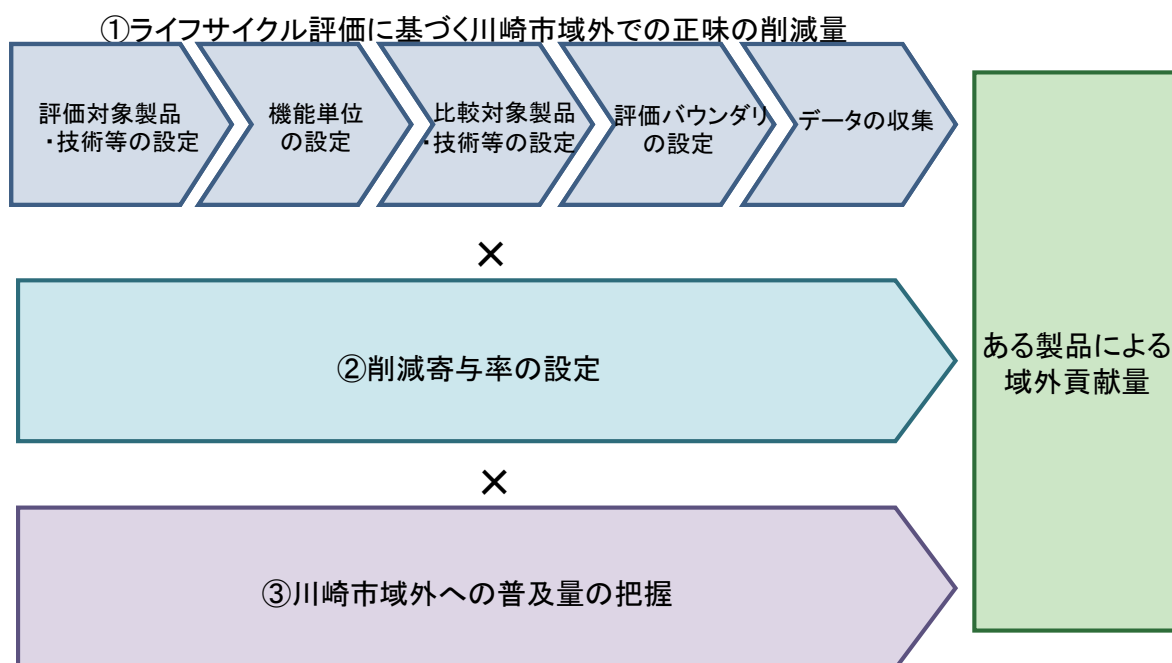 ①ライフサイクル評価に基づく川崎市域外での正味の削減量
評価対象製品
・技術等の設定
機能単位
の設定
比較対象製品
・技術等の設定
評価バウンダリ
の設定
データの収集
×
②削減寄与率の設定
×
③川崎市域外への普及量の把握
ある製品による
域外貢献量